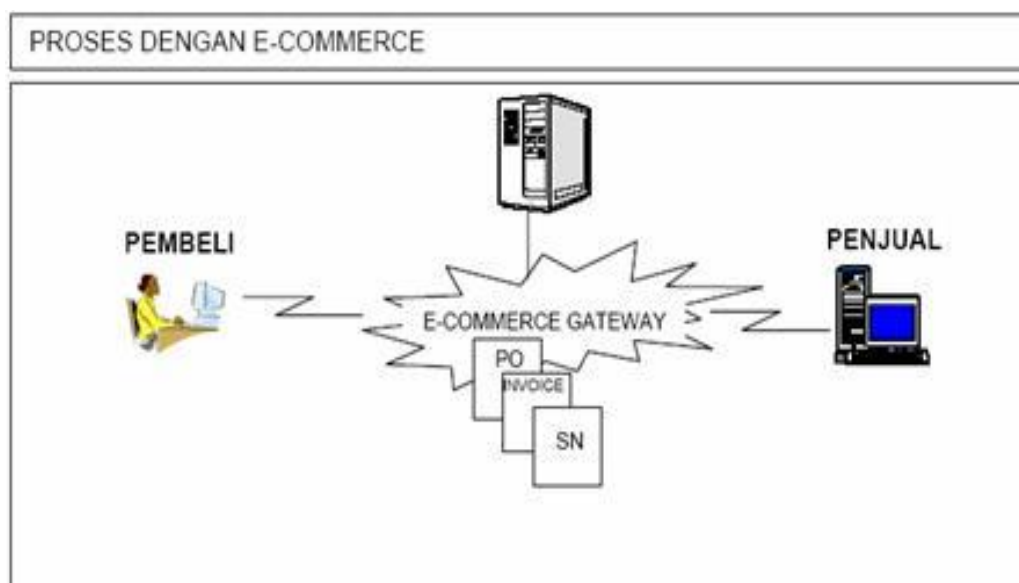 PROSES DENGAN E-COMMERCE
PEMBELI
PENJUAL
E-COMMERCE GATEWAY
PO
INVOICE
SN